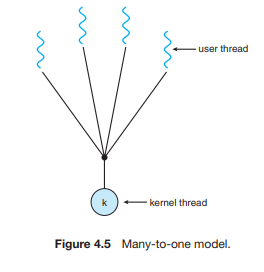 user thread
k
kernel thread
Figure 4.5 Many-to-one model.